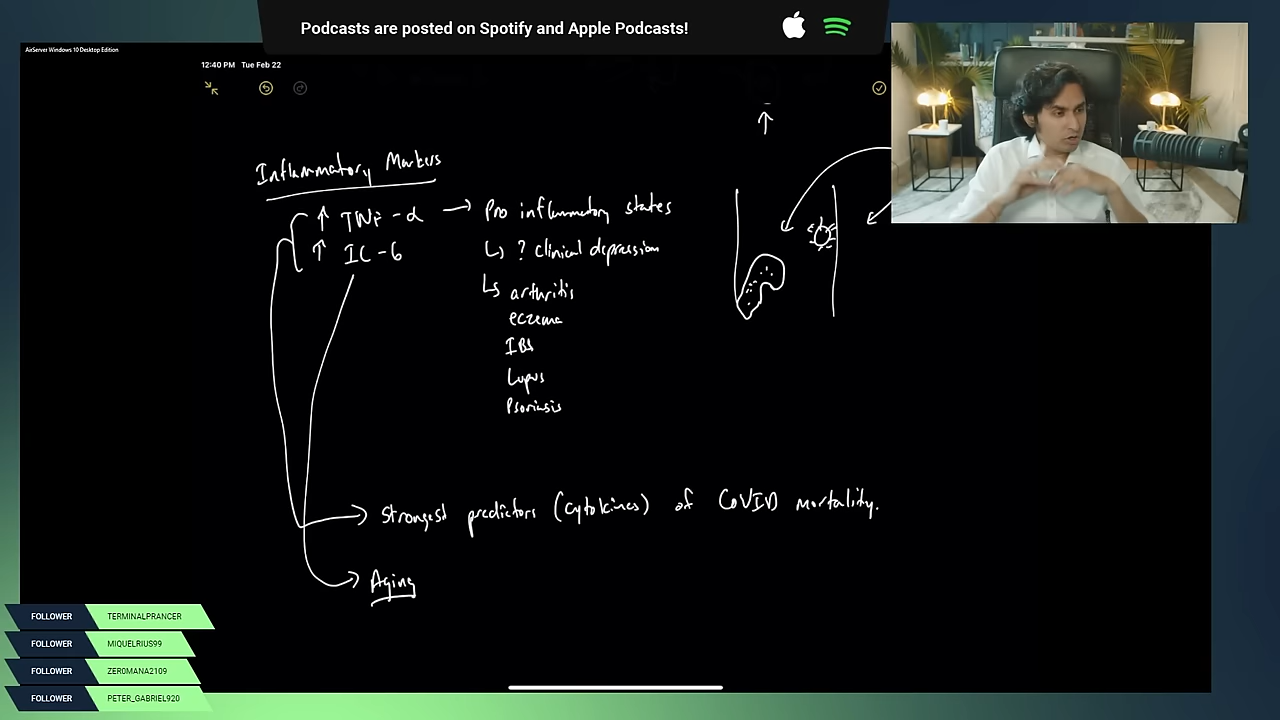 Podcasts are posted on Spotify and Apple Podcasts!
AirServer Windows 10 Desktop Edition
12:40 PM Tue Feb 22
Inflammatory Markers
↑ TNF-α → Pro inflammatory states
↑ IL-6
↳ ? clinical depression
↳ arthritis
eczema
IBS
Lupus
Psoriasis
→ Strongest predictors (cytokines) of COVID mortality.
→ Aging
FOLLOWER TERMINALPRANCER
FOLLOWER MIQUELRIUS99
FOLLOWER ZER0MANA2109
FOLLOWER PETER_GABRIEL920